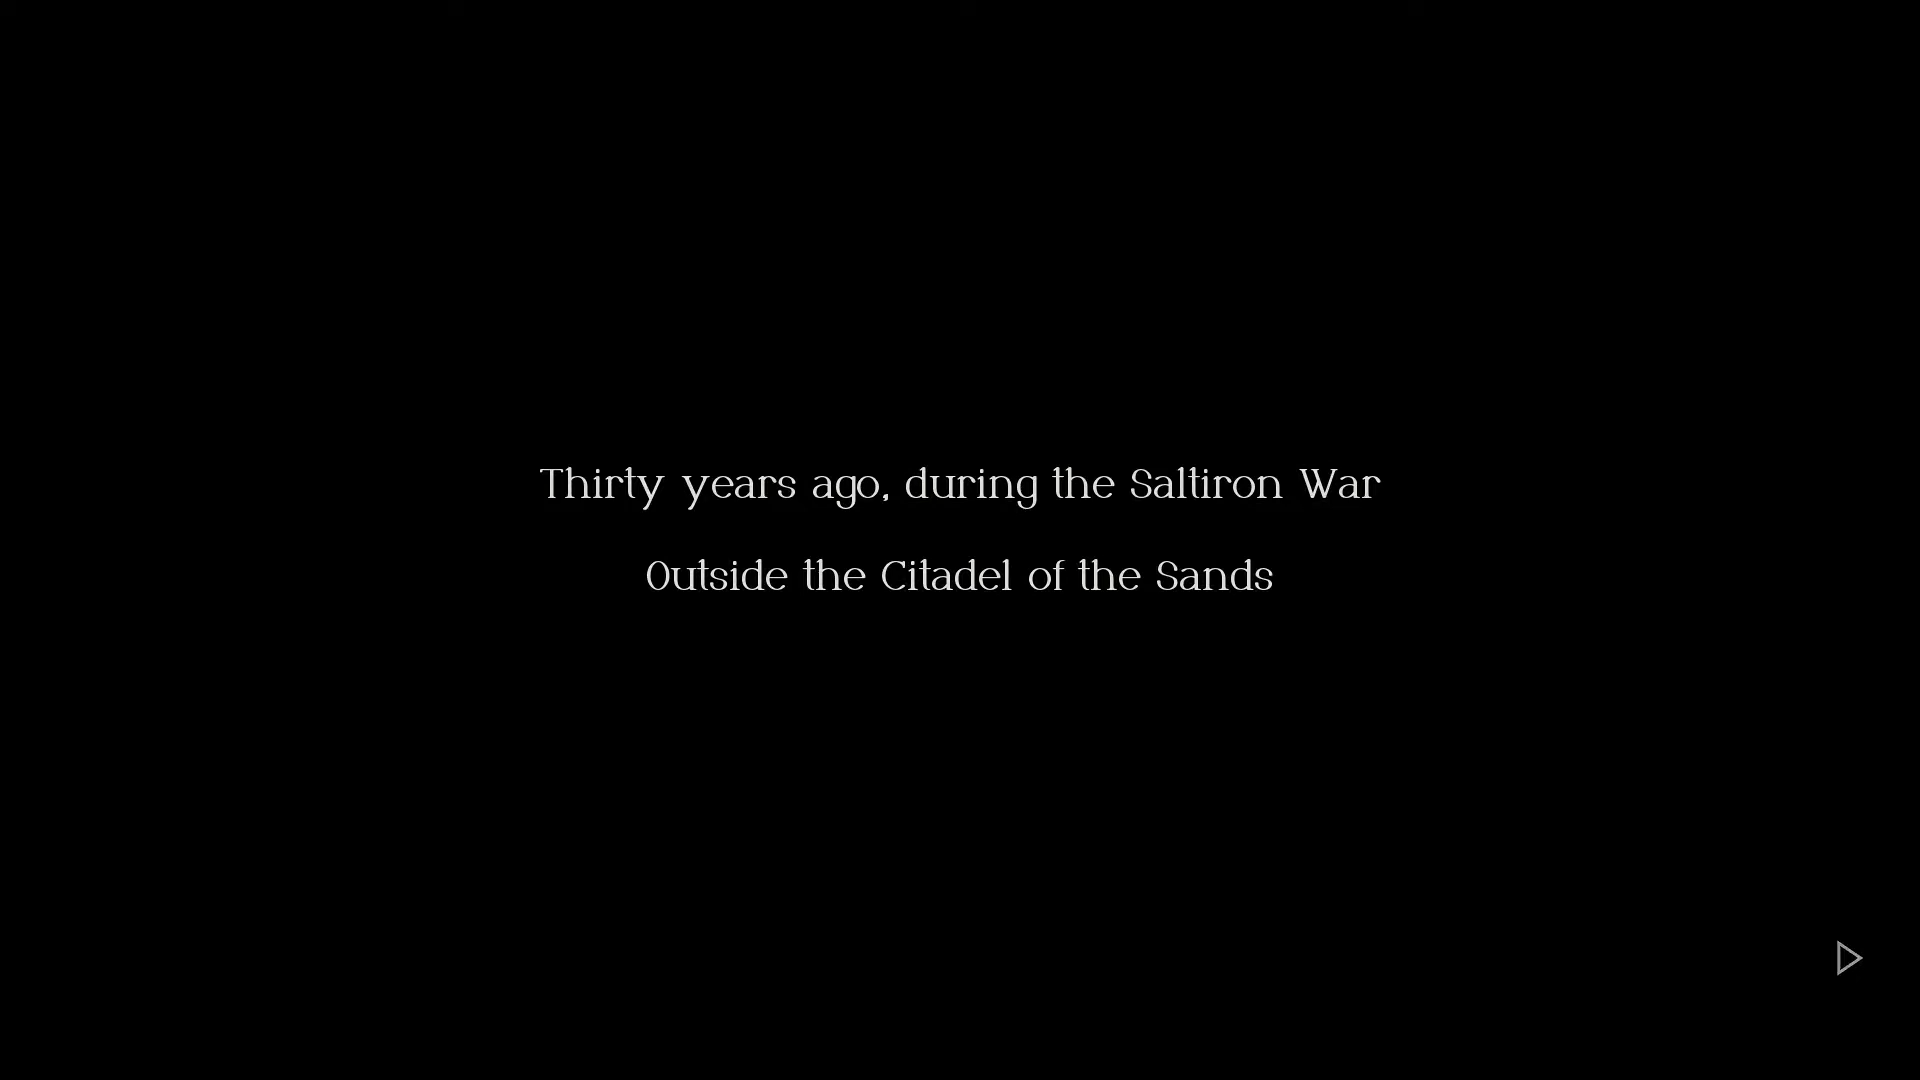 Thirty years ago, during the Saltiron War
Outside the Citadel of the Sands